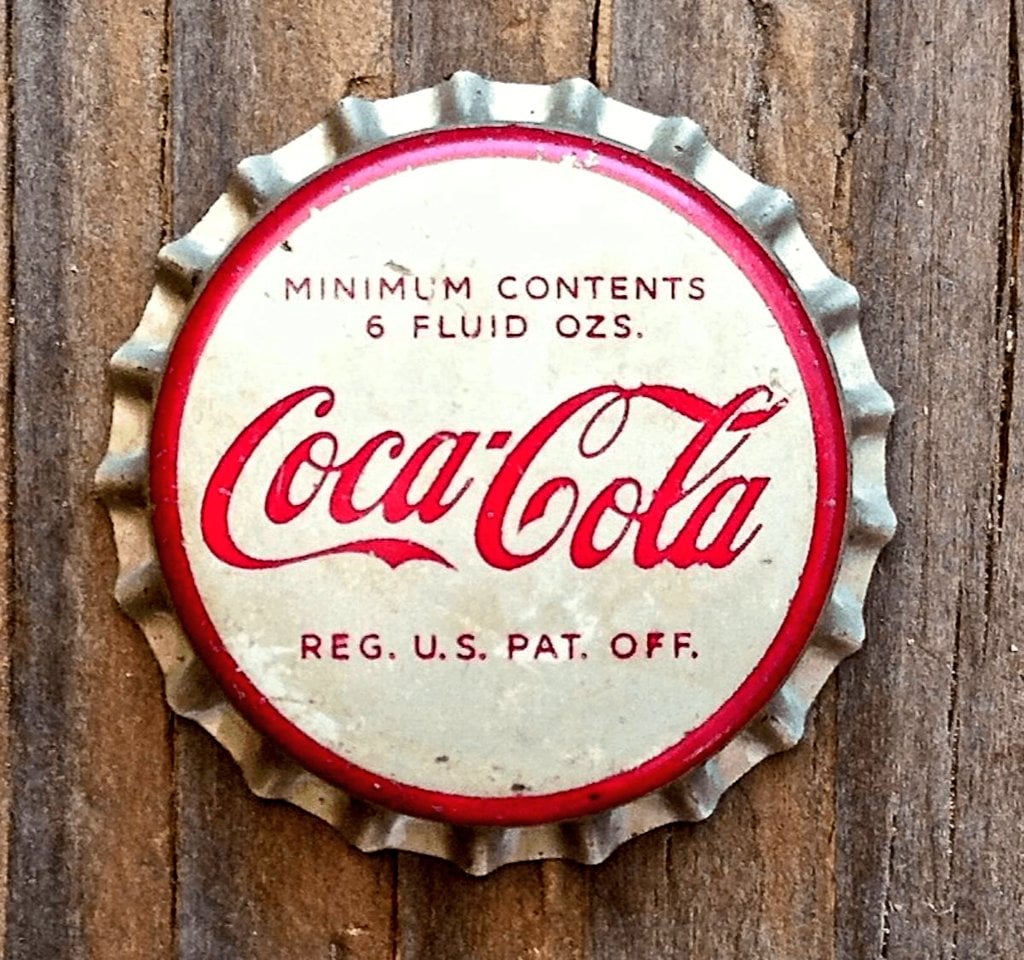 MINIMUM CONTENTS
6 FLUID OZS.
Coca-Cola
REG. U.S. PAT. OFF.